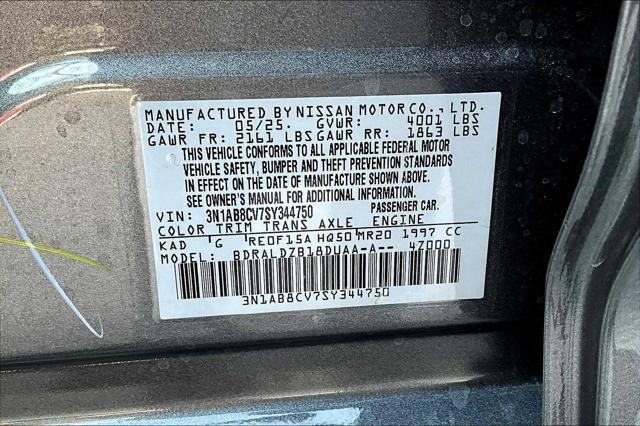 MANUFACTURED BY NISSAN MOTOR CO., LTD.
DATE: 05/25. GVWR: 4001 LBS
GAWR FR: 2161 LBS GAWR RR: 1863 LBS
THIS VEHICLE CONFORMS TO ALL APPLICABLE FEDERAL MOTOR
VEHICLE SAFETY, BUMPER AND THEFT PREVENTION STANDARDS
IN EFFECT ON THE DATE OF MANUFACTURE SHOWN ABOVE.
SEE OWNER'S MANUAL FOR ADDITIONAL INFORMATION.
VIN: 3N1AB8CV7SY344750 PASSENGER CAR.
COLOR TRIM TRANS AXLE ENGINE
KAD G RE0F15A HQ50 MR20 1997 CC
MODEL: BDRALDZB18DUAA-A-- 47000
3N1AB8CV7SY344750